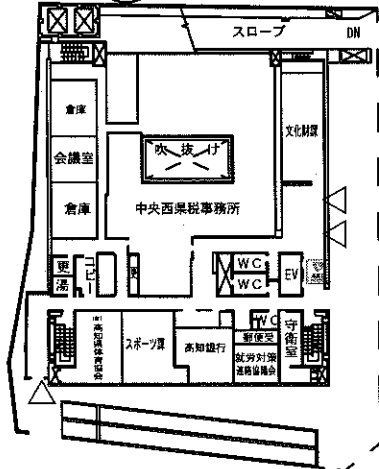 スロープ
DN
倉庫
文化財課
吹抜け
会議室
倉庫
中央西県税事務所
更
湯
コピー
更
WC
WC
EV
WC
(財)高知県体育協会
スポーツ課
高知銀行
郵便受
就労対策
連絡協議会
守衛室